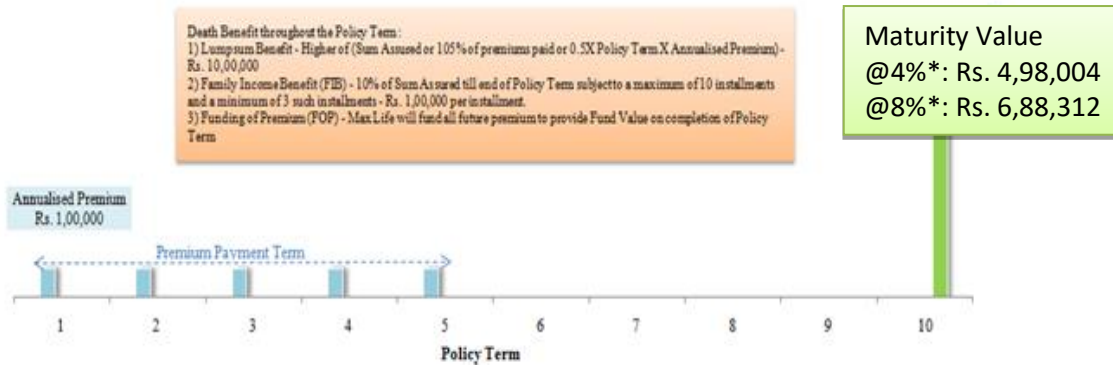 Death Benefit throughout the Policy Term :
1) Lumpsum Benefit - Higher of (Sum Assured or 105% of premiums paid or 0.5X Policy Term X Annualised Premium) -
Rs. 10,00,000
2) Family Income Benefit (FIB) - 10% of Sum Assured till end of Policy Term subject to a maximum of 10 installments
and a minimum of 3 such installments - Rs. 1,00,000 per installment.
3) Funding of Premium (FOP) - Max Life will fund all future premium to provide Fund Value on completion of Policy
Term
Maturity Value
@4%*: Rs. 4,98,004
@8%*: Rs. 6,88,312
Annualised Premium
Rs. 1,00,000
Premium Payment Term
1 2 3 4 5 6 7 8 9 10
Policy Term